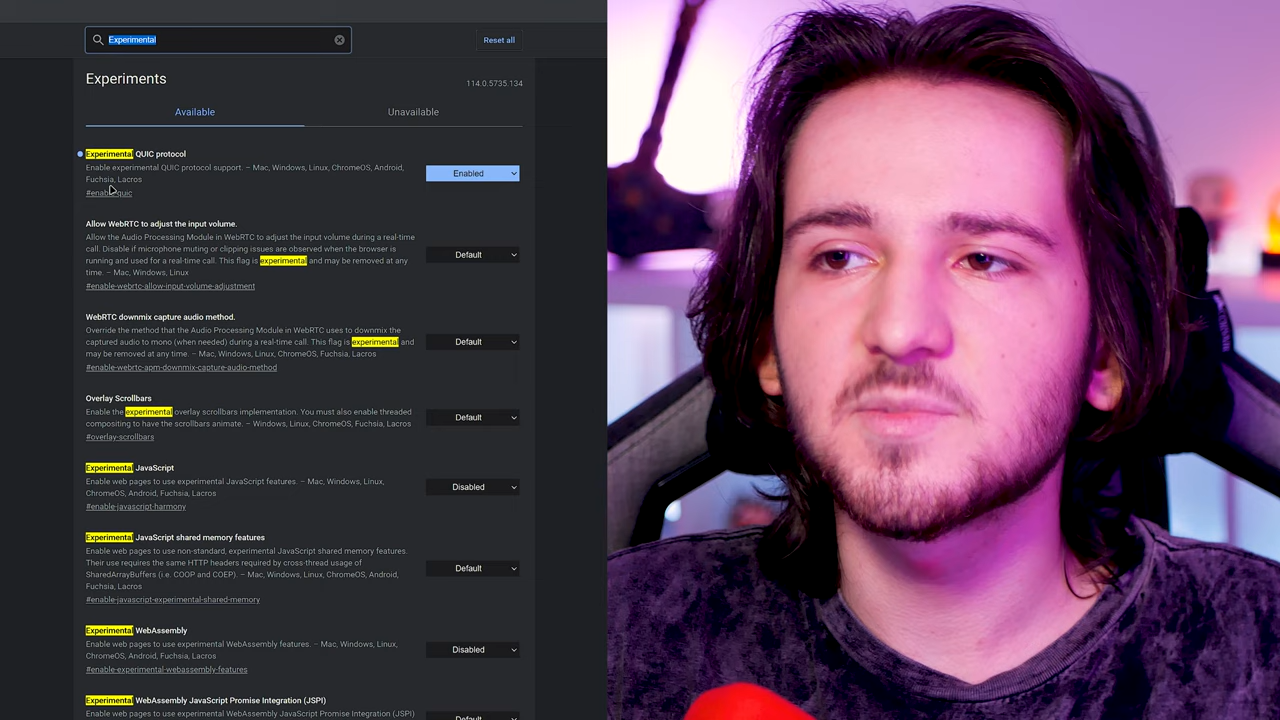 Experimental
Reset all
Experiments
114.0.5735.134
Available
Unavailable
Experimental QUIC protocol
Enable experimental QUIC protocol support. – Mac, Windows, Linux, ChromeOS, Android,
Fuchsia, Lacros
#enable-quic
Enabled
Allow WebRTC to adjust the input volume.
Allow the Audio Processing Module in WebRTC to adjust the input volume during a real-time
call. Disable if microphone muting or clipping issues are observed when the browser is
running and used for a real-time call. This flag is experimental and may be removed at any
time. – Mac, Windows, Linux
#enable-webrtc-allow-input-volume-adjustment
Default
WebRTC downmix capture audio method.
Override the method that the Audio Processing Module in WebRTC uses to downmix the
captured audio to mono (when needed) during a real-time call. This flag is experimental and
may be removed at any time. – Mac, Windows, Linux, ChromeOS, Fuchsia, Lacros
#enable-webrtc-apm-downmix-capture-audio-method
Default
Overlay Scrollbars
Enable the experimental overlay scrollbars implementation. You must also enable threaded
compositing to have the scrollbars animate. – Windows, Linux, ChromeOS, Fuchsia, Lacros
#overlay-scrollbars
Default
Experimental JavaScript
Enable web pages to use experimental JavaScript features. – Mac, Windows, Linux,
ChromeOS, Android, Fuchsia, Lacros
#enable-javascript-harmony
Disabled
Experimental JavaScript shared memory features
Enable web pages to use non-standard, experimental JavaScript shared memory features.
Their use requires the same HTTP headers required by cross-thread usage of
SharedArrayBuffers (i.e. COOP and COEP). – Mac, Windows, Linux, ChromeOS, Android,
Fuchsia, Lacros
#enable-javascript-experimental-shared-memory
Default
Experimental WebAssembly
Enable web pages to use experimental WebAssembly features. – Mac, Windows, Linux,
ChromeOS, Android, Fuchsia, Lacros
#enable-experimental-webassembly-features
Disabled
Experimental WebAssembly JavaScript Promise Integration (JSPI)
Enable web pages to use experimental WebAssembly JavaScript Promise Integration (JSPI)
Default